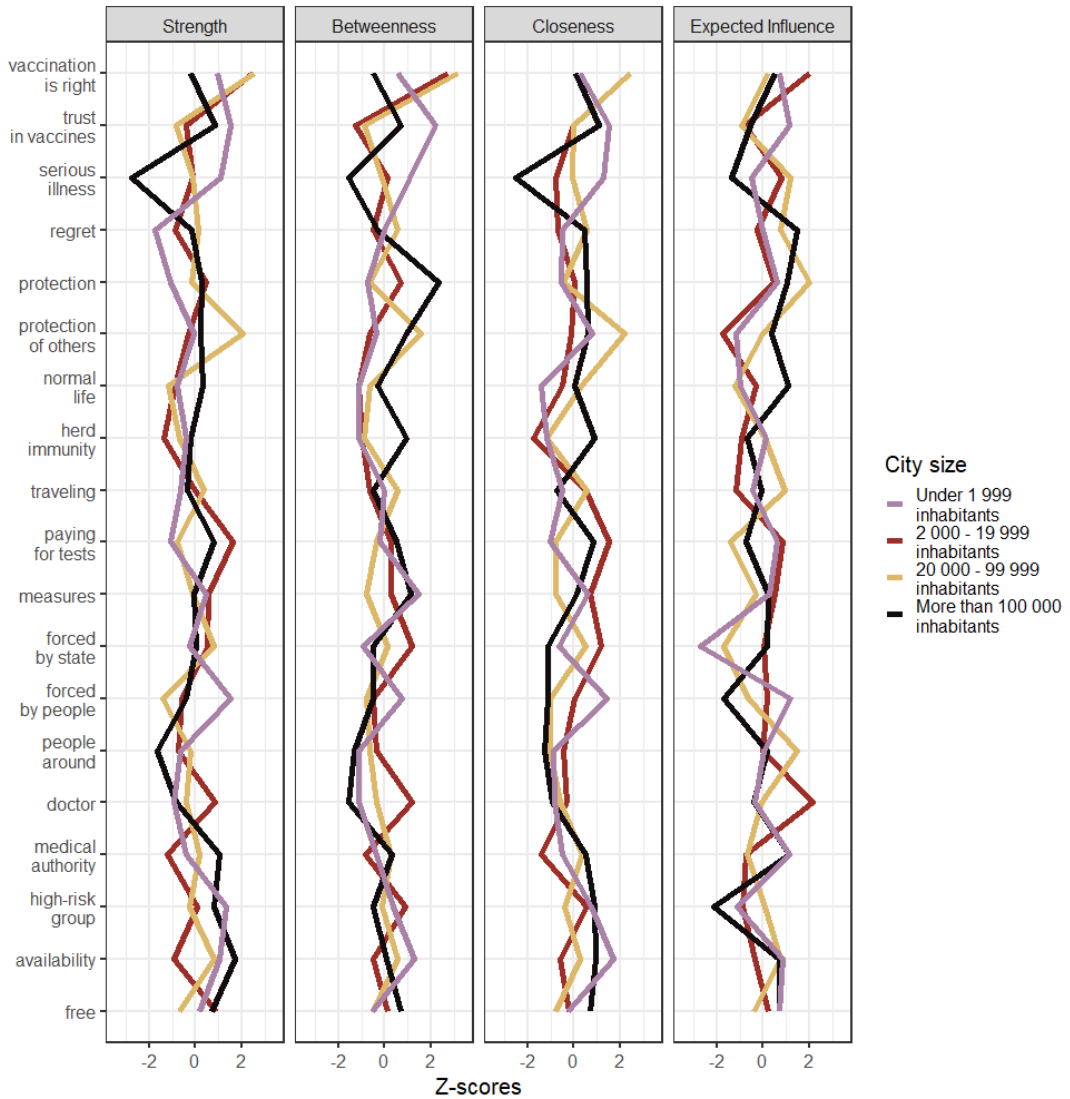 Strength Betweenness Closeness Expected Influence
vaccination
is right
trust
in vaccines
serious
illness
regret
protection
protection
of others
normal
life
herd
immunity
traveling
paying
for tests
measures
forced
by state
forced
by people
people
around
doctor
medical
authority
high-risk
group
availability
free
-2 0 2 -2 0 2 -2 0 2 -2 0 2
Z-scores
City size
Under 1 999
inhabitants
2 000 - 19 999
inhabitants
20 000 - 99 999
inhabitants
More than 100 000
inhabitants